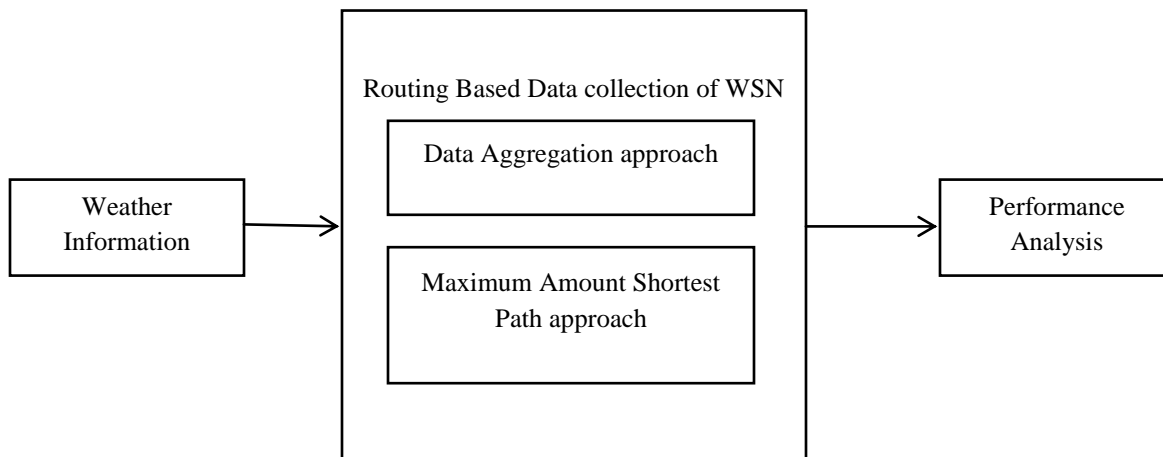 Routing Based Data collection of WSN
Data Aggregation approach
Weather
Information
Maximum Amount Shortest
Path approach
Performance
Analysis